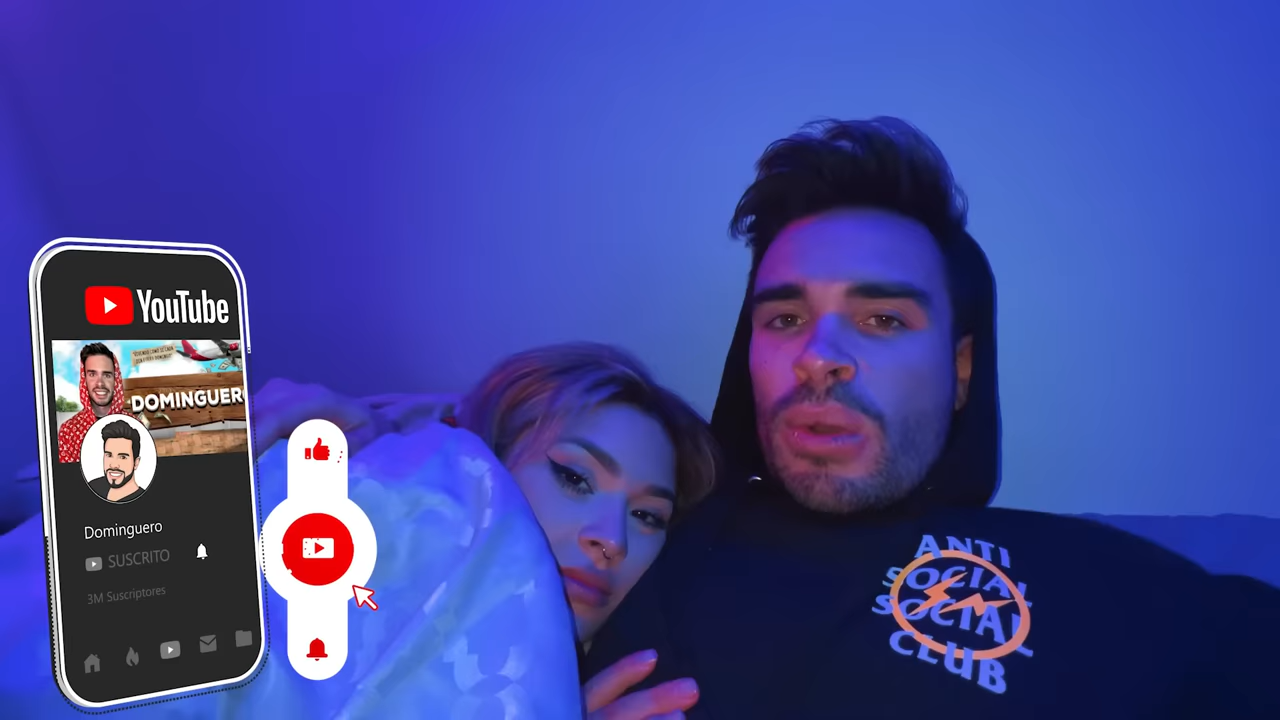 YouTube
DOMINGUER
Dominguero
SUSCRITO
3M Suscriptores
ANTI
SOCIAL
SOCIAL
CLUB